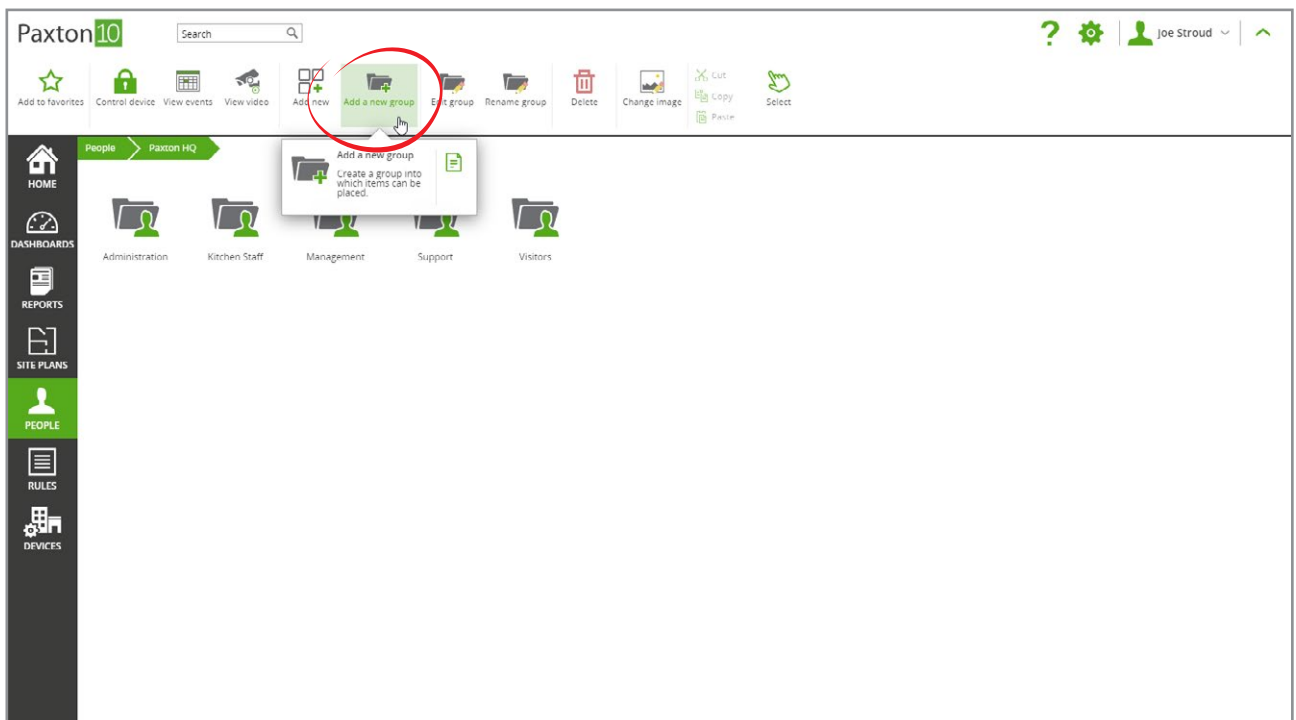 Paxton10
Search
Joe Stroud
Add to favorites
Control device
View events
View video
Add new
Add a new group
Edit group
Rename group
Delete
Change image
Cut
Copy
Paste
Select
People
Paxton HQ
Add a new group
Create a group into
which items can be
placed.
HOME
DASHBOARDS
REPORTS
SITE PLANS
PEOPLE
RULES
DEVICES
Administration
Kitchen Staff
Management
Support
Visitors